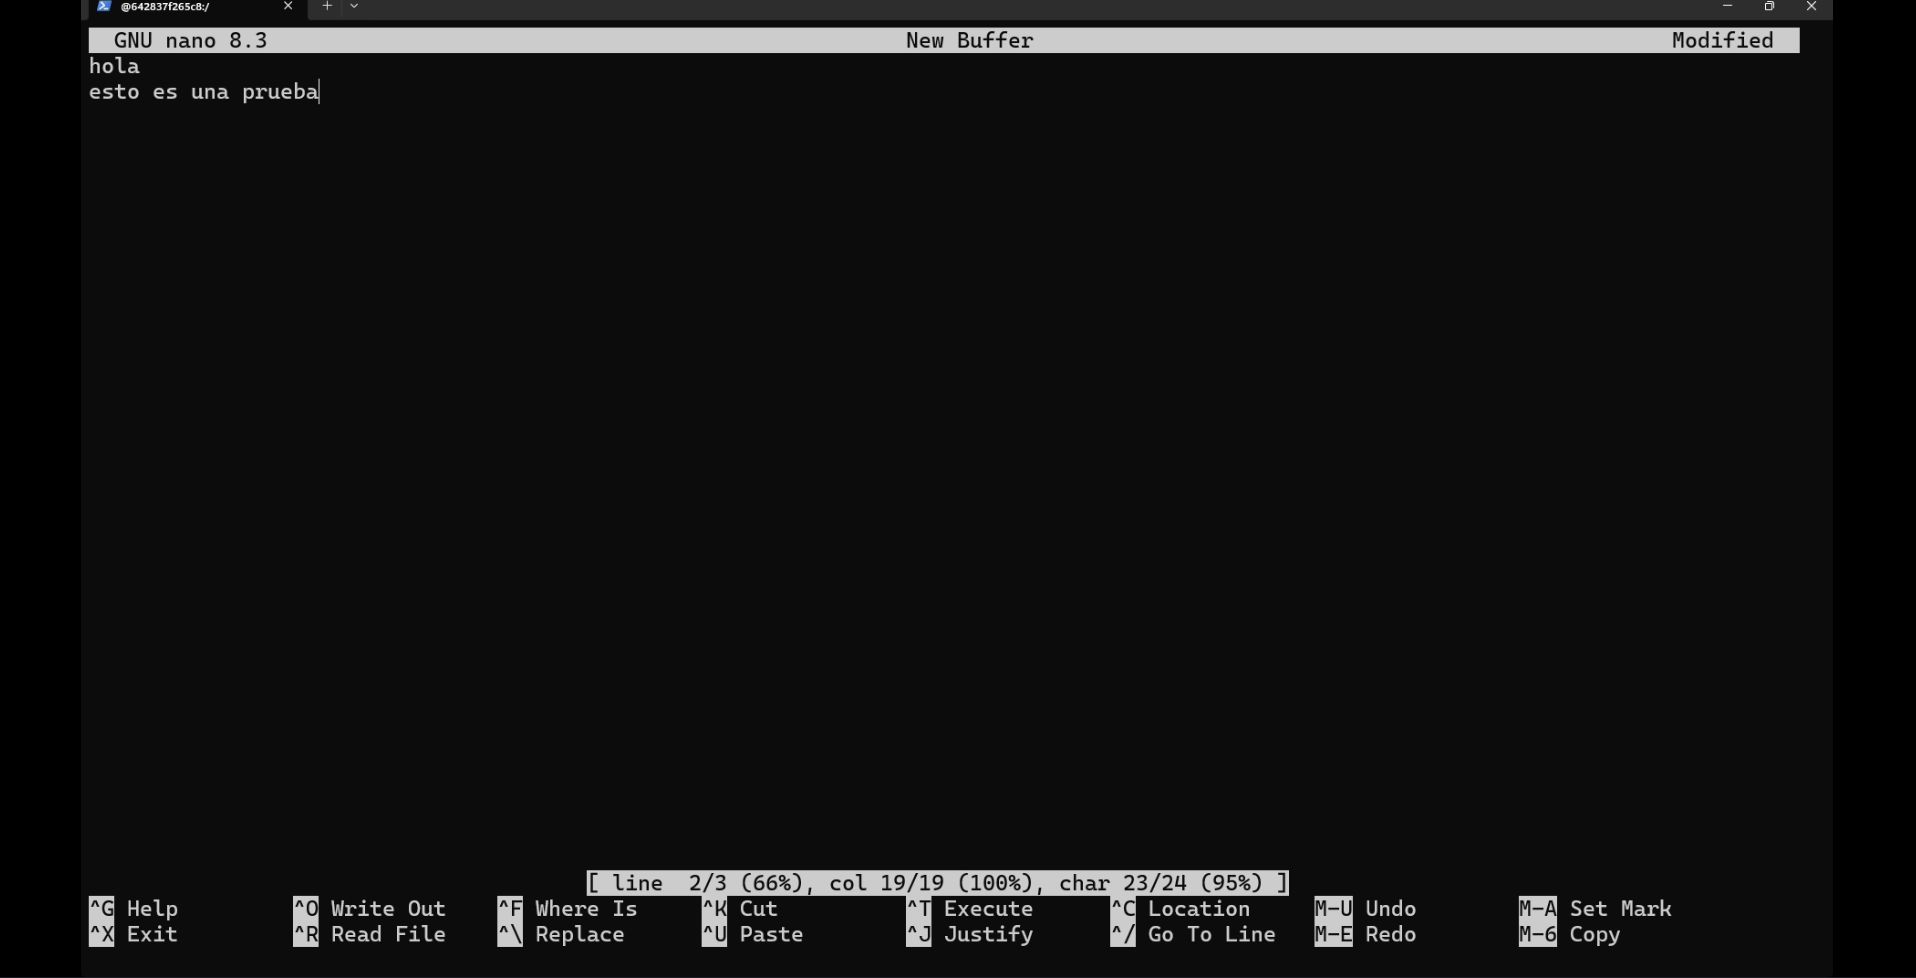 @642837f265c8:/
GNU nano 8.3 New Buffer Modified
hola
esto es una prueba
[ line  2/3 (66%), col 19/19 (100%), char 23/24 (95%) ]
^G Help ^O Write Out ^F Where Is ^K Cut ^T Execute ^C Location M-U Undo M-A Set Mark
^X Exit ^R Read File ^\ Replace ^U Paste ^J Justify ^/ Go To Line M-E Redo M-6 Copy